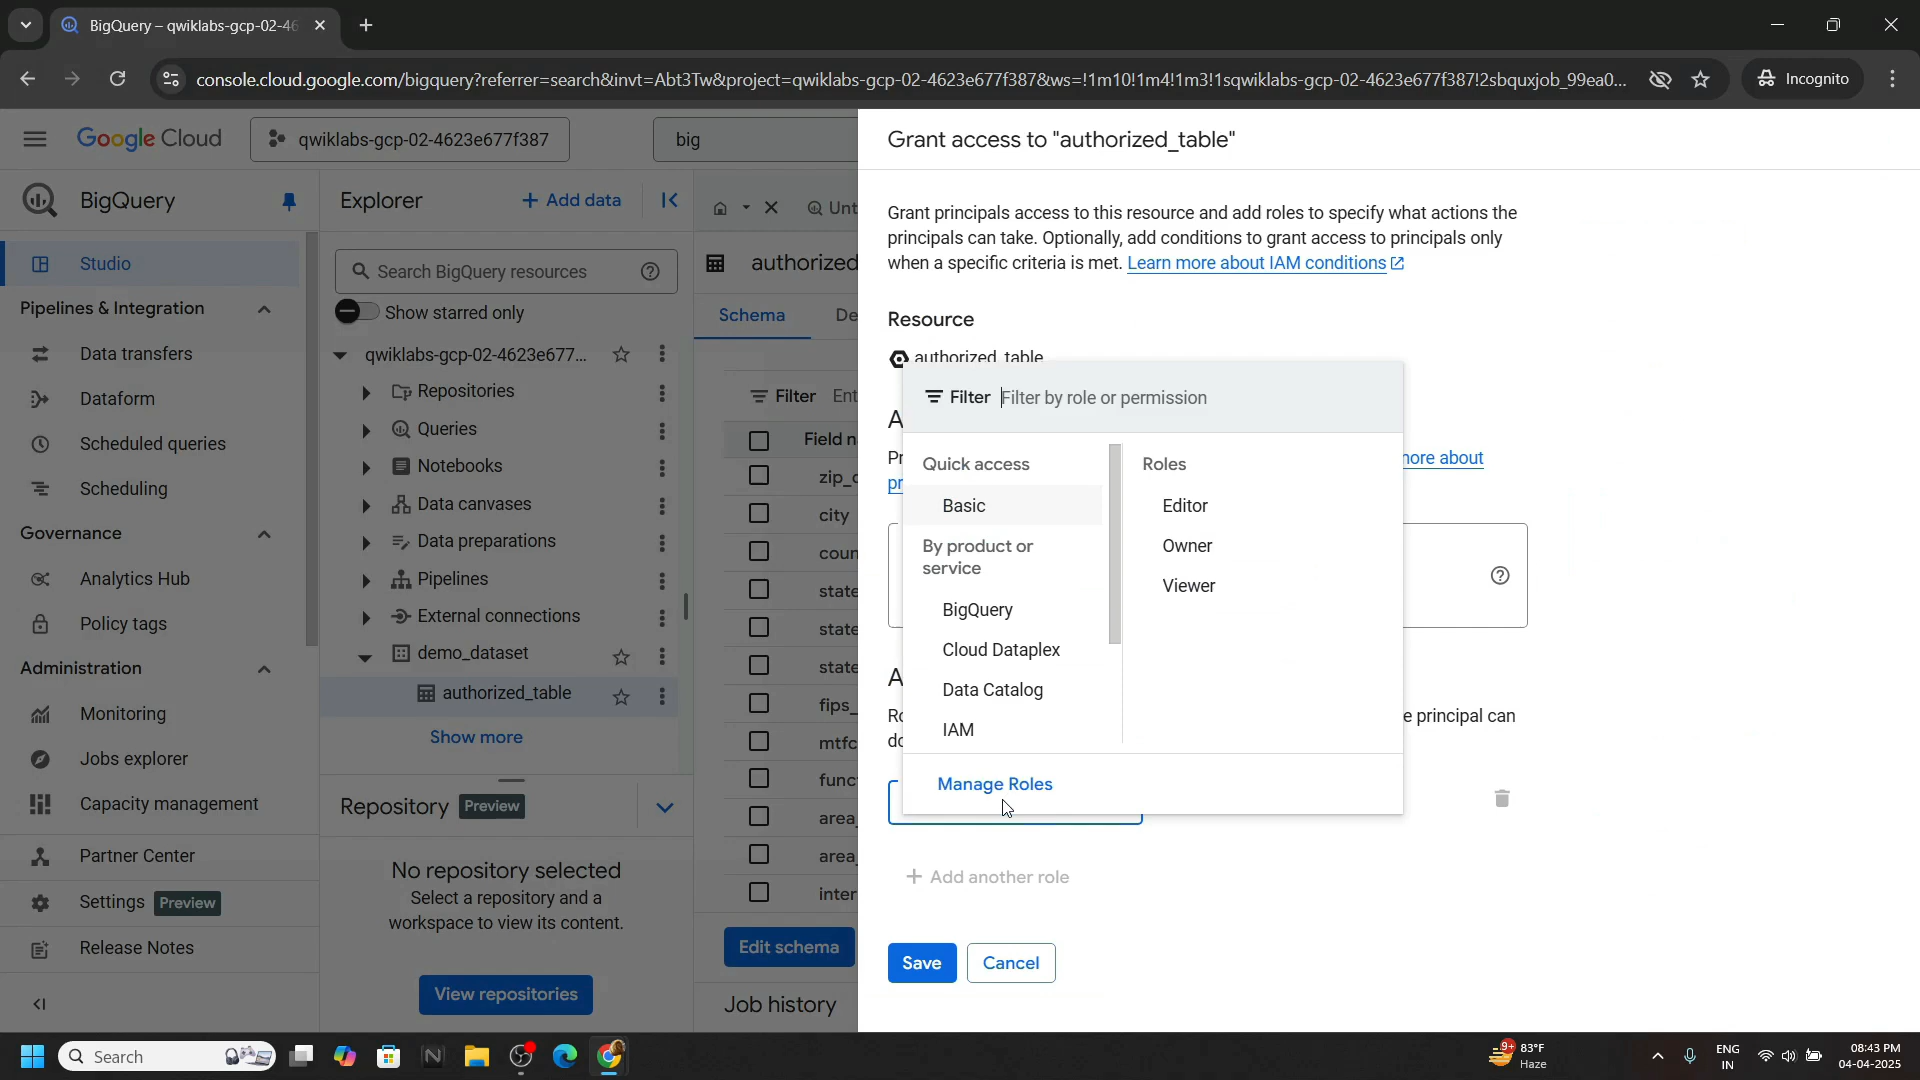 BigQuery – qwiklabs-gcp-02-46
console.cloud.google.com/bigquery?referrer=search&invt=Abt3Tw&project=qwiklabs-gcp-02-4623e677f387&ws=!1m10!1m4!1m3!1sqwiklabs-gcp-02-4623e677f387!2sbquxjob_99ea0...
Incognito
Google Cloud
qwiklabs-gcp-02-4623e677f387
big
BigQuery
Studio
Pipelines & Integration
Data transfers
Dataform
Scheduled queries
Scheduling
Governance
Analytics Hub
Policy tags
Administration
Monitoring
Jobs explorer
Capacity management
Partner Center
Settings Preview
Release Notes
Explorer
+ Add data
Search BigQuery resources
Show starred only
qwiklabs-gcp-02-4623e677...
Repositories
Queries
Notebooks
Data canvases
Data preparations
Pipelines
External connections
demo_dataset
authorized_table
Show more
Repository Preview
No repository selected
Select a repository and a
workspace to view its content.
View repositories
Unt
authorized
Schema
De
Filter Ent
Field n
zip_c
city
coun
state
state
state
fips_
mtfc
func
area_
area_
inter
Edit schema
Job history
Grant access to "authorized_table"
Grant principals access to this resource and add roles to specify what actions the
principals can take. Optionally, add conditions to grant access to principals only
when a specific criteria is met. Learn more about IAM conditions
Resource
authorized_table
A
Pr
more about
pr
Filter Filter by role or permission
Quick access
Basic
By product or
service
BigQuery
Cloud Dataplex
Data Catalog
IAM
Roles
Editor
Owner
Viewer
Manage Roles
A
Ro
e principal can
do
+ Add another role
Save
Cancel
Search
9+
83°F
Haze
ENG
IN
08:43 PM
04-04-2025